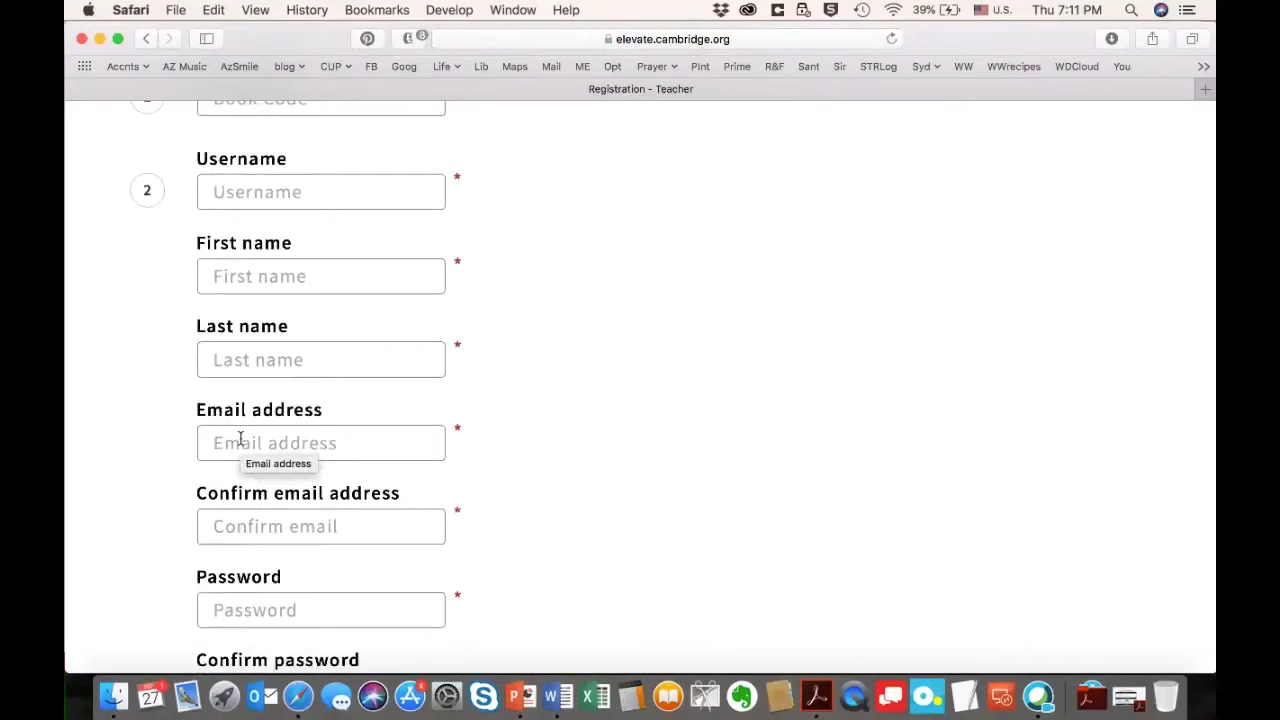 Safari File Edit View History Bookmarks Develop Window Help 39% U.S. Thu 7:11 PM
8 elevate.cambridge.org
Accnts AZ Music AzSmile blog CUP FB Goog Life Lib Maps Mail ME Opt Prayer PInt Prime R&F Sant Sir STRLog Syd WW WWrecipes WDCloud You >>
Registration - Teacher +
Book Code
Username
2 Username *
First name
First name *
Last name
Last name *
Email address
Email address *
Email address
Confirm email address
Confirm email *
Password
Password *
Confirm password
27